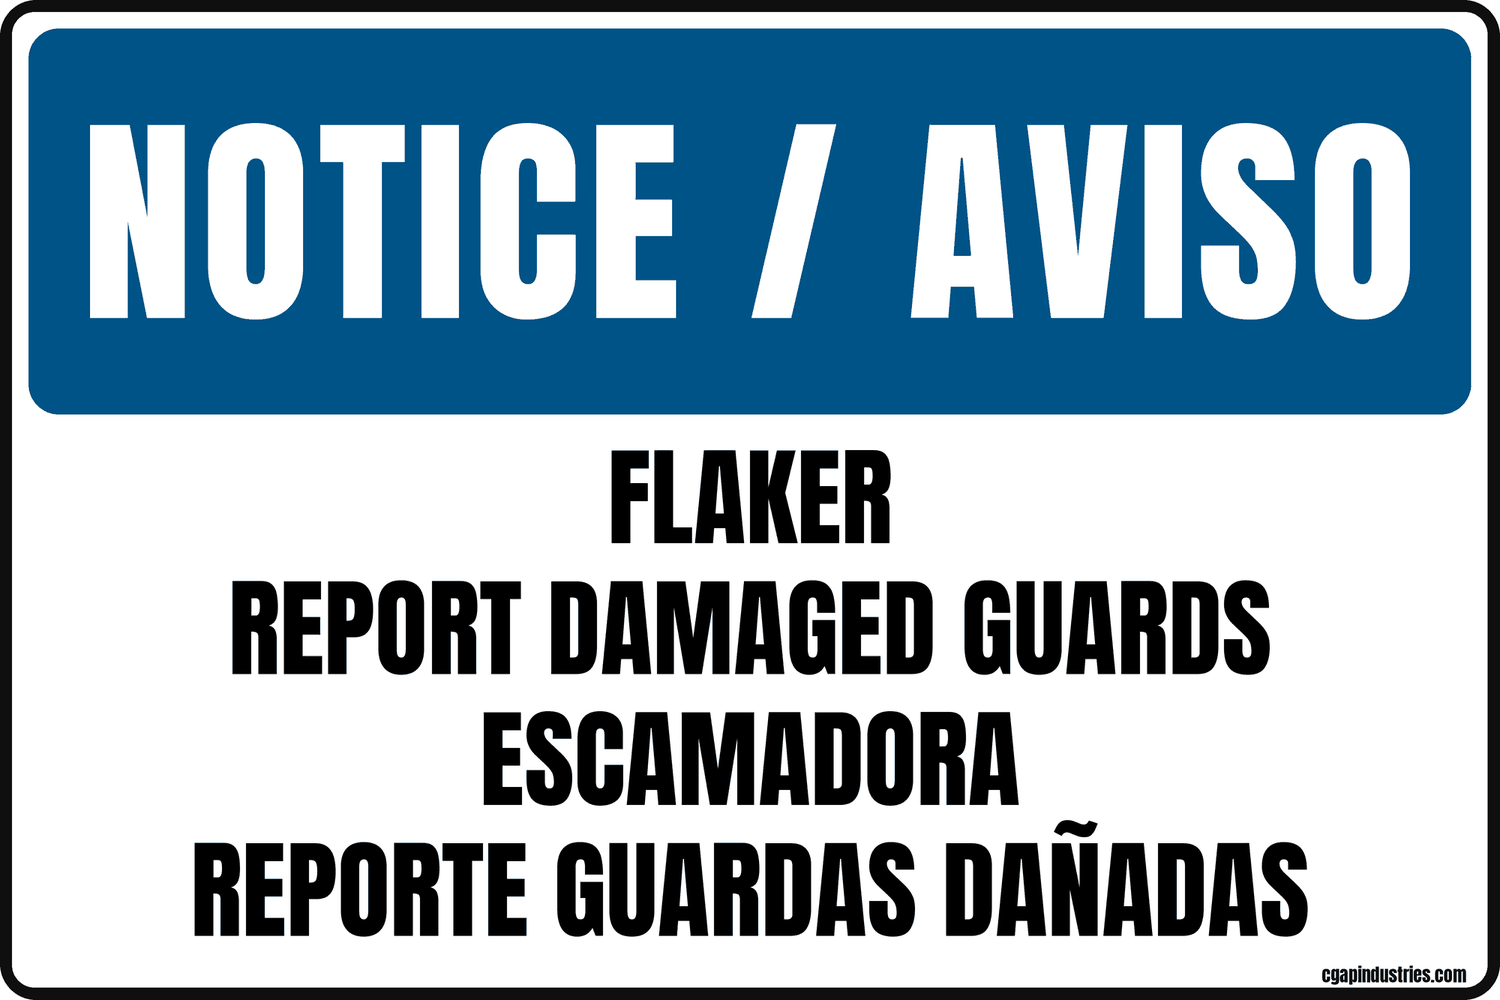 NOTICE / AVISO
FLAKER
REPORT DAMAGED GUARDS
ESCAMADORA
REPORTE GUARDAS DAÑADAS
cgapindustries.com